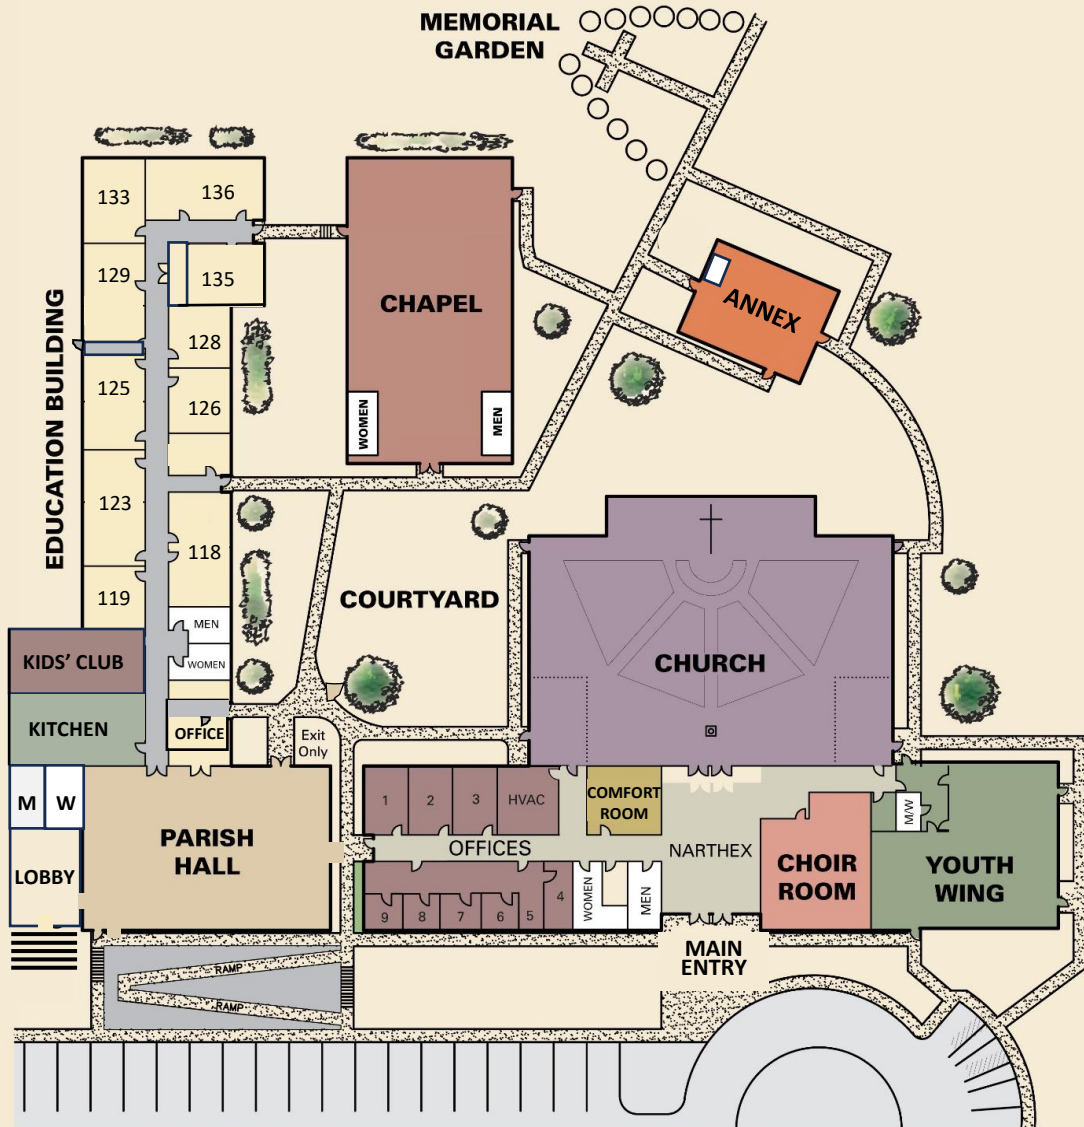 MEMORIAL
GARDEN
133
136
129
135
CHAPEL
ANNEX
128
125
126
WOMEN
MEN
EDUCATION BUILDING
123
118
119
COURTYARD
MEN
WOMEN
KIDS' CLUB
CHURCH
KITCHEN
OFFICE
Exit
Only
M
W
1
2
3
HVAC
COMFORT
ROOM
M/W
PARISH
HALL
OFFICES
NARTHEX
LOBBY
CHOIR
ROOM
YOUTH
WING
9
8
7
6
5
4
WOMEN
MEN
MAIN
ENTRY
RAMP
RAMP